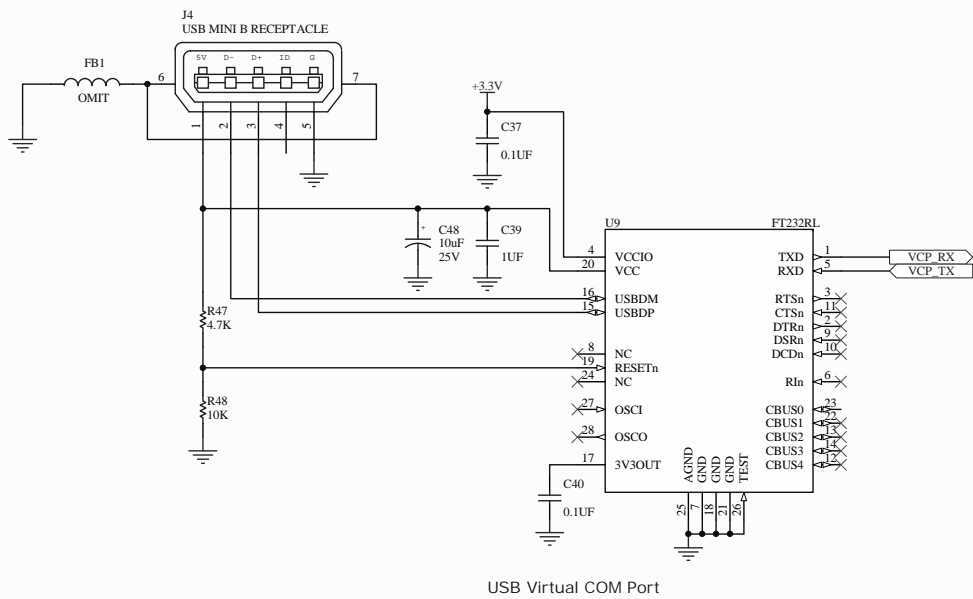 J4
USB MINI B RECEPTACLE
5V D- D+ ID G
FB1
OMIT
6
7
1
2
3
4
5
+3.3V
C37
0.1UF
C48
10uF
25V
+
C39
1UF
R47
4.7K
R48
10K
U9
FT232RL
4 VCCIO
20 VCC
16 USBDM
15 USBDP
8 NC
19 RESETn
24 NC
27 OSCI
28 OSCO
17 3V3OUT
C40
0.1UF
TXD 1 VCP_RX
RXD 5 VCP_TX
RTSn 3
CTSn 11
DTRn 2
DSRn 9
DCDn 10
RIn 6
CBUS0 23
CBUS1 22
CBUS2 13
CBUS3 14
CBUS4 12
AGND 25
GND 7
GND 18
GND 21
TEST 26
USB Virtual COM Port